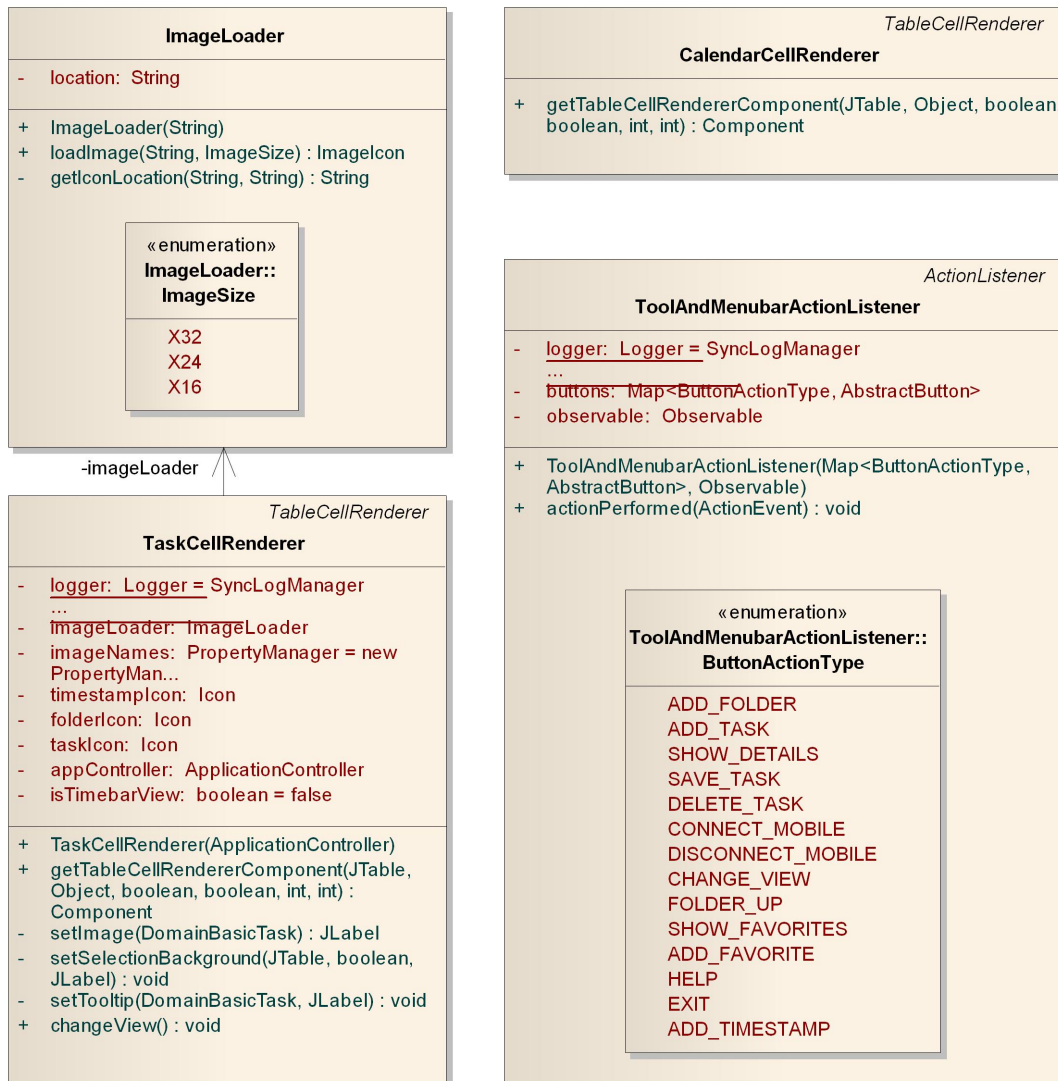 ImageLoader
- location: String
+ ImageLoader(String)
+ loadImage(String, ImageSize) : ImageIcon
- getIconLocation(String, String) : String
«enumeration»
ImageLoader::
ImageSize
X32
X24
X16
-imageLoader
TableCellRenderer
TaskCellRenderer
- logger: Logger = SyncLogManager
...
- imageLoader: ImageLoader
- imageNames: PropertyManager = new
PropertyMan...
- timestampIcon: Icon
- folderIcon: Icon
- taskIcon: Icon
- appController: ApplicationController
- isTimebarView: boolean = false
+ TaskCellRenderer(ApplicationController)
+ getTableCellRendererComponent(JTable,
Object, boolean, boolean, int, int) :
Component
- setImage(DomainBasicTask) : JLabel
- setSelectionBackground(JTable, boolean,
JLabel) : void
- setTooltip(DomainBasicTask, JLabel) : void
+ changeView() : void
TableCellRenderer
CalendarCellRenderer
+ getTableCellRendererComponent(JTable, Object, boolean
boolean, int, int) : Component
ActionListener
ToolAndMenubarActionListener
- logger: Logger = SyncLogManager
...
- buttons: Map<ButtonActionType, AbstractButton>
- observable: Observable
+ ToolAndMenubarActionListener(Map<ButtonActionType,
AbstractButton>, Observable)
+ actionPerformed(ActionEvent) : void
«enumeration»
ToolAndMenubarActionListener::
ButtonActionType
ADD_FOLDER
ADD_TASK
SHOW_DETAILS
SAVE_TASK
DELETE_TASK
CONNECT_MOBILE
DISCONNECT_MOBILE
CHANGE_VIEW
FOLDER_UP
SHOW_FAVORITES
ADD_FAVORITE
HELP
EXIT
ADD_TIMESTAMP